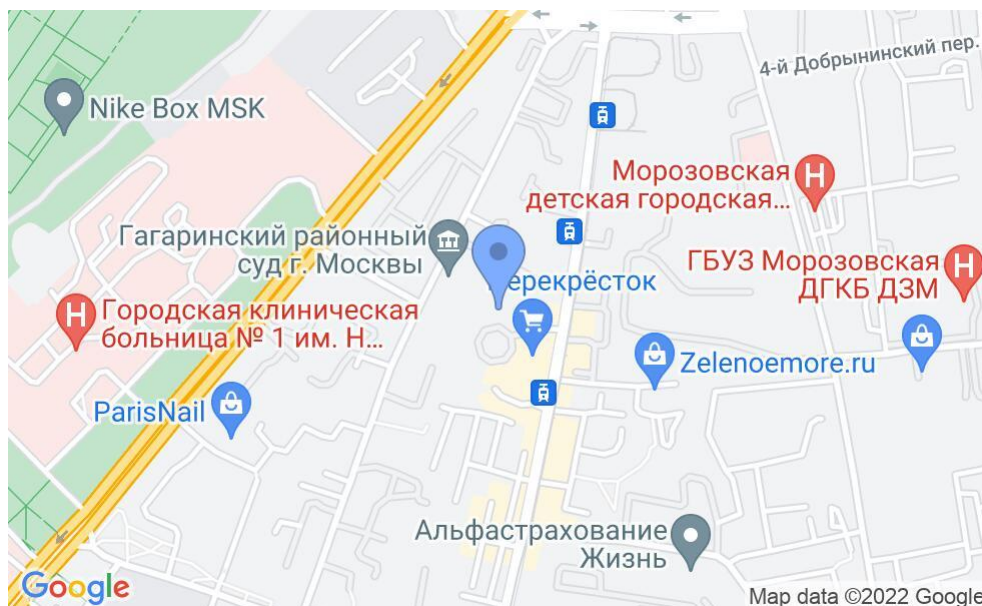 4-й Добрынинский пер.
Nike Box MSK
Морозовская
детская городская...
Гагаринский районный
суд г. Москвы
ГБУЗ Морозовская
ДГКБ ДЗМ
ерекрёсток
Городская клиническая
больница № 1 им. Н...
Zelenoemore.ru
ParisNail
Альфастрахование
Жизнь
Google
Map data ©2022 Google